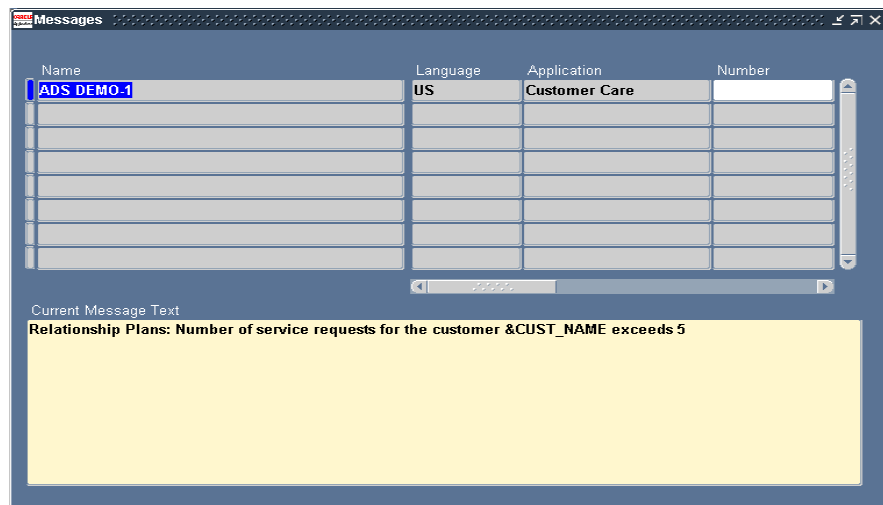 Messages
Name Language Application Number
ADS DEMO-1 US Customer Care
Current Message Text
Relationship Plans: Number of service requests for the customer &CUST_NAME exceeds 5